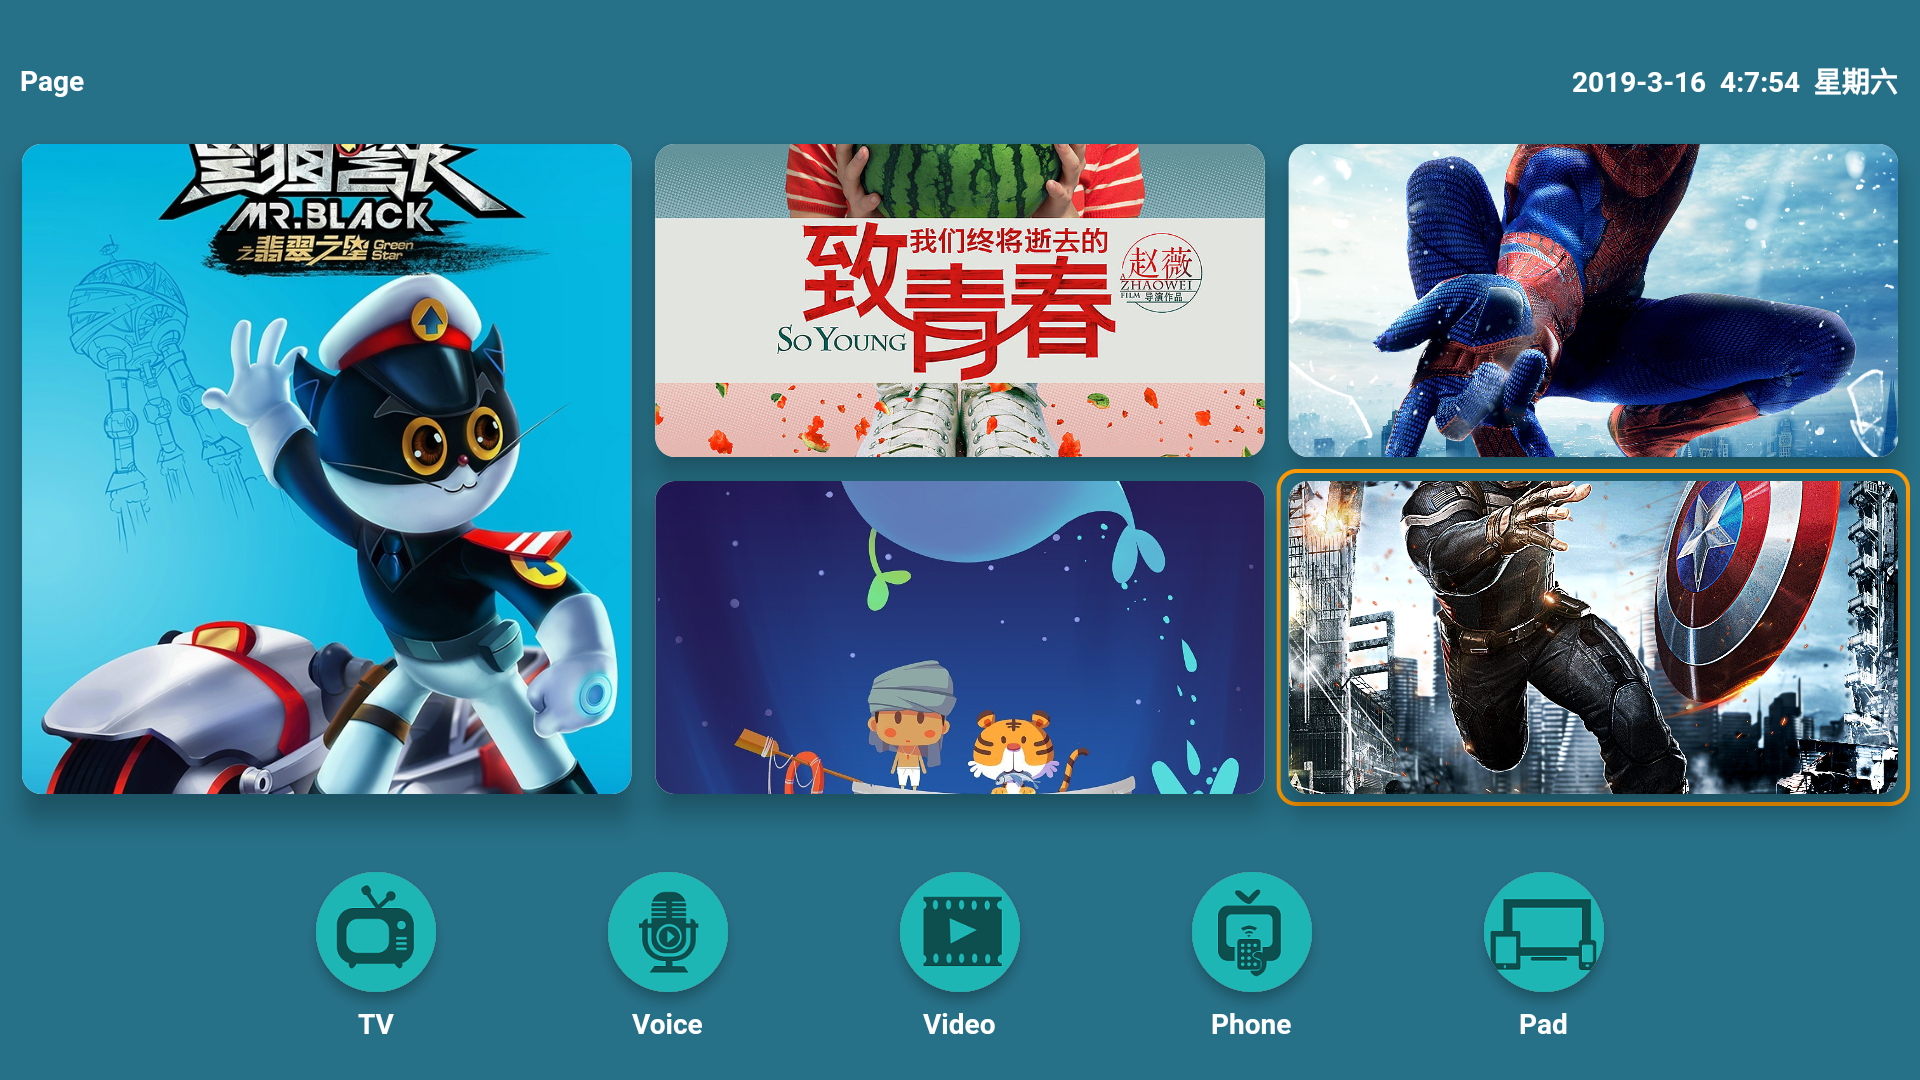 Page
2019-3-16 4:7:54 星期六
MR.BLACK
之翡翠之星 Green Star
我们终将逝去的
致青春
SO YOUNG
赵薇
A
ZHAOWEI
FILM 导演作品
TV
Voice
Video
Phone
Pad